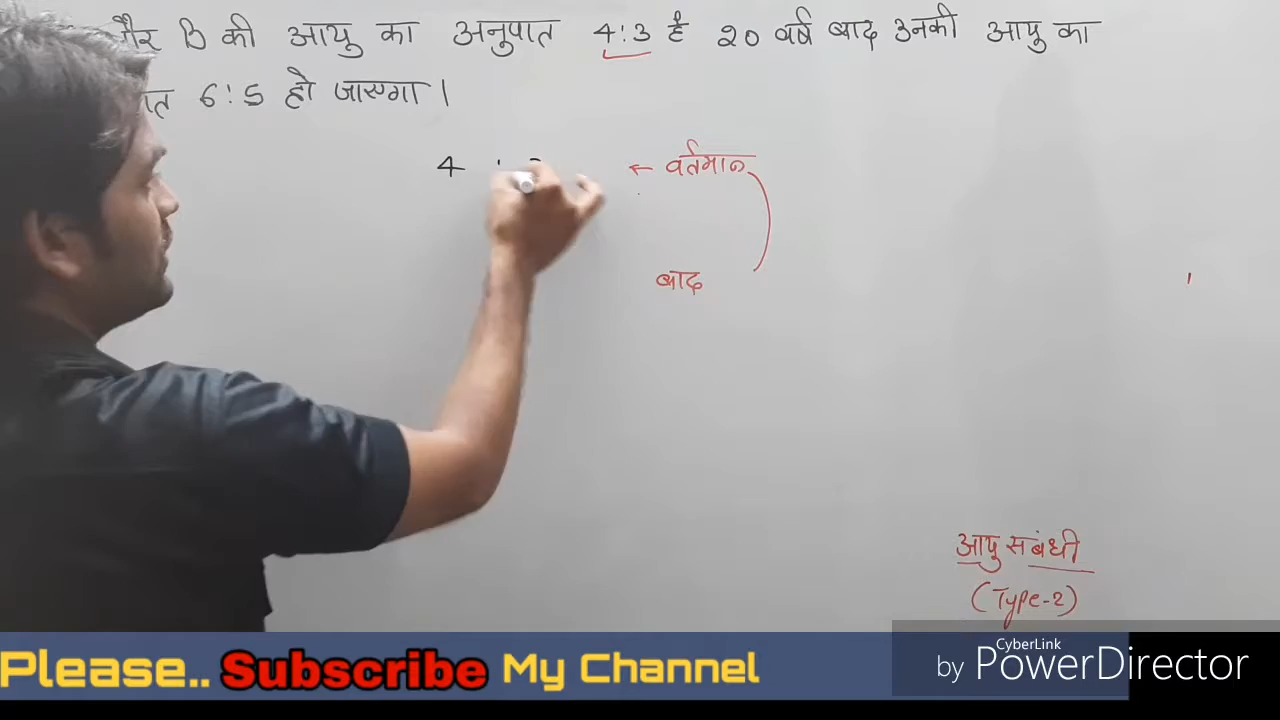 और B की आयु का अनुपात 4:3 है 20 वर्ष बाद उनकी आयु का
6:5 हो जाएगा।
4 : ← वर्तमान
बाद
आयु संबंधी
(Type-2)
Please.. Subscribe My Channel
CyberLink
by PowerDirector